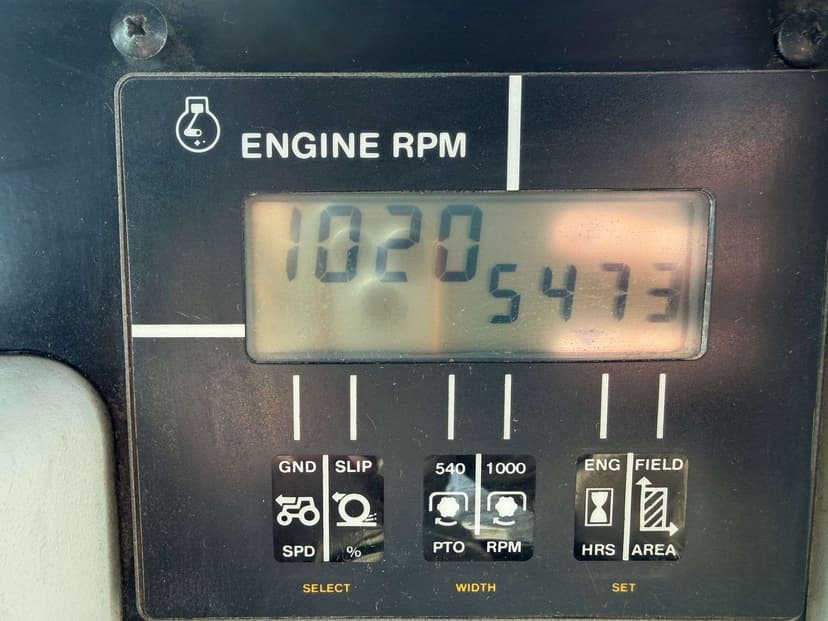 ENGINE RPM
1020
5473
GND SLIP 540 1000 ENG FIELD
SPD % PTO RPM HRS AREA
SELECT WIDTH SET